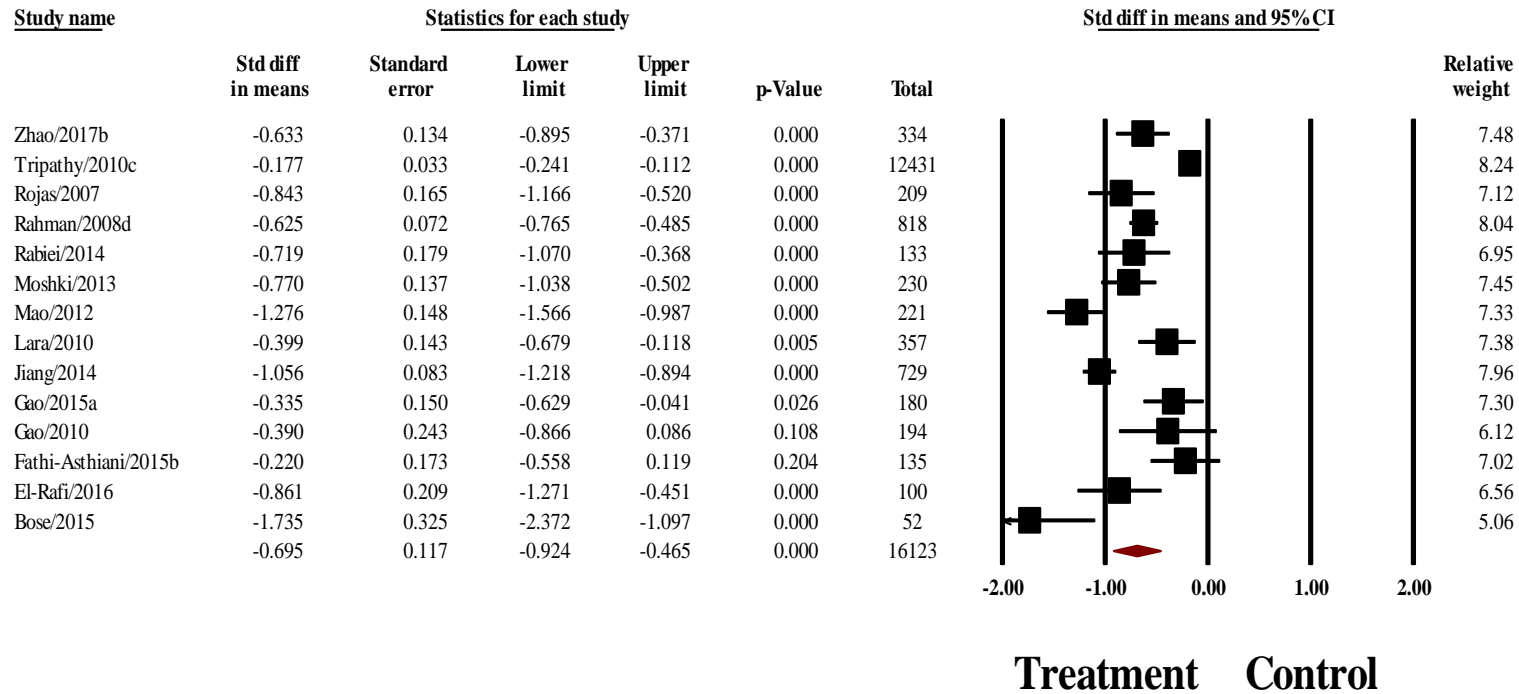 Study name Statistics for each study Std diff in means and 95% CI
Std diff Standard Lower Upper Relative
in means error limit limit p-Value Total weight
Zhao/2017b -0.633 0.134 -0.895 -0.371 0.000 334 7.48
Tripathy/2010c -0.177 0.033 -0.241 -0.112 0.000 12431 8.24
Rojas/2007 -0.843 0.165 -1.166 -0.520 0.000 209 7.12
Rahman/2008d -0.625 0.072 -0.765 -0.485 0.000 818 8.04
Rabiei/2014 -0.719 0.179 -1.070 -0.368 0.000 133 6.95
Moshki/2013 -0.770 0.137 -1.038 -0.502 0.000 230 7.45
Mao/2012 -1.276 0.148 -1.566 -0.987 0.000 221 7.33
Lara/2010 -0.399 0.143 -0.679 -0.118 0.005 357 7.38
Jiang/2014 -1.056 0.083 -1.218 -0.894 0.000 729 7.96
Gao/2015a -0.335 0.150 -0.629 -0.041 0.026 180 7.30
Gao/2010 -0.390 0.243 -0.866 0.086 0.108 194 6.12
Fathi-Asthiani/2015b -0.220 0.173 -0.558 0.119 0.204 135 7.02
El-Rafi/2016 -0.861 0.209 -1.271 -0.451 0.000 100 6.56
Bose/2015 -1.735 0.325 -2.372 -1.097 0.000 52 5.06
-0.695 0.117 -0.924 -0.465 0.000 16123
-2.00 -1.00 0.00 1.00 2.00
Treatment Control